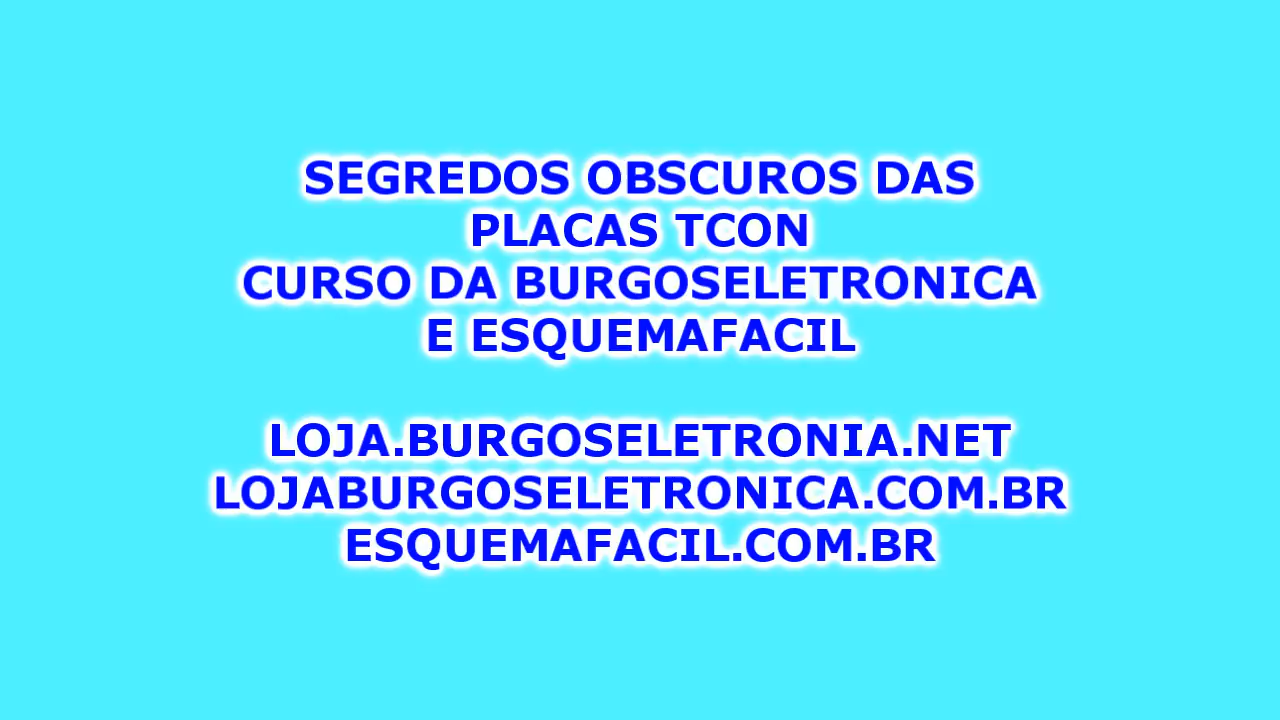 SEGREDOS OBSCUROS DAS
PLACAS TCON
CURSO DA BURGOSELETRONICA
E ESQUEMAFACIL
LOJA.BURGOSELETRONIA.NET
LOJABURGOSELETRONICA.COM.BR
ESQUEMAFACIL.COM.BR